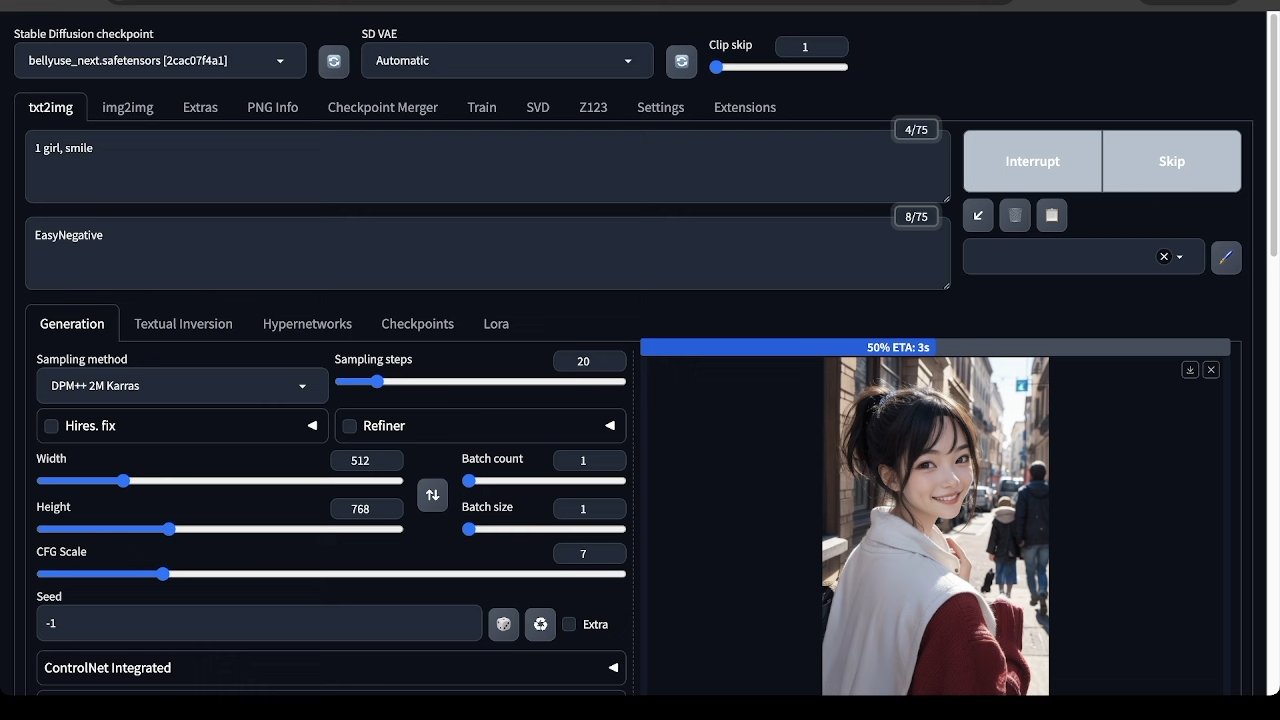 Stable Diffusion checkpoint
bellyuse_next.safetensors [2cac07f4a1]
SD VAE
Automatic
Clip skip
1
txt2img
img2img
Extras
PNG Info
Checkpoint Merger
Train
SVD
Z123
Settings
Extensions
4/75
1 girl, smile
Interrupt
Skip
8/75
EasyNegative
Generation
Textual Inversion
Hypernetworks
Checkpoints
Lora
Sampling method
DPM++ 2M Karras
Sampling steps
20
Hires. fix
Refiner
Width
512
Batch count
1
Height
768
Batch size
1
CFG Scale
7
Seed
-1
Extra
ControlNet Integrated
50% ETA: 3s